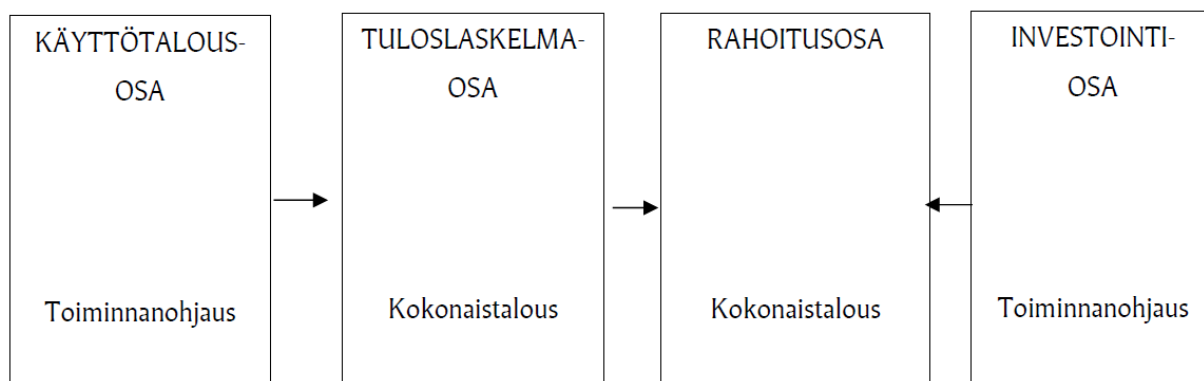 KÄYTTÖTALOUS-
OSA
Toiminnanohjaus
TULOSLASKELMA-
OSA
Kokonaistalous
RAHOITUSOSA
Kokonaistalous
INVESTOINTI-
OSA
Toiminnanohjaus